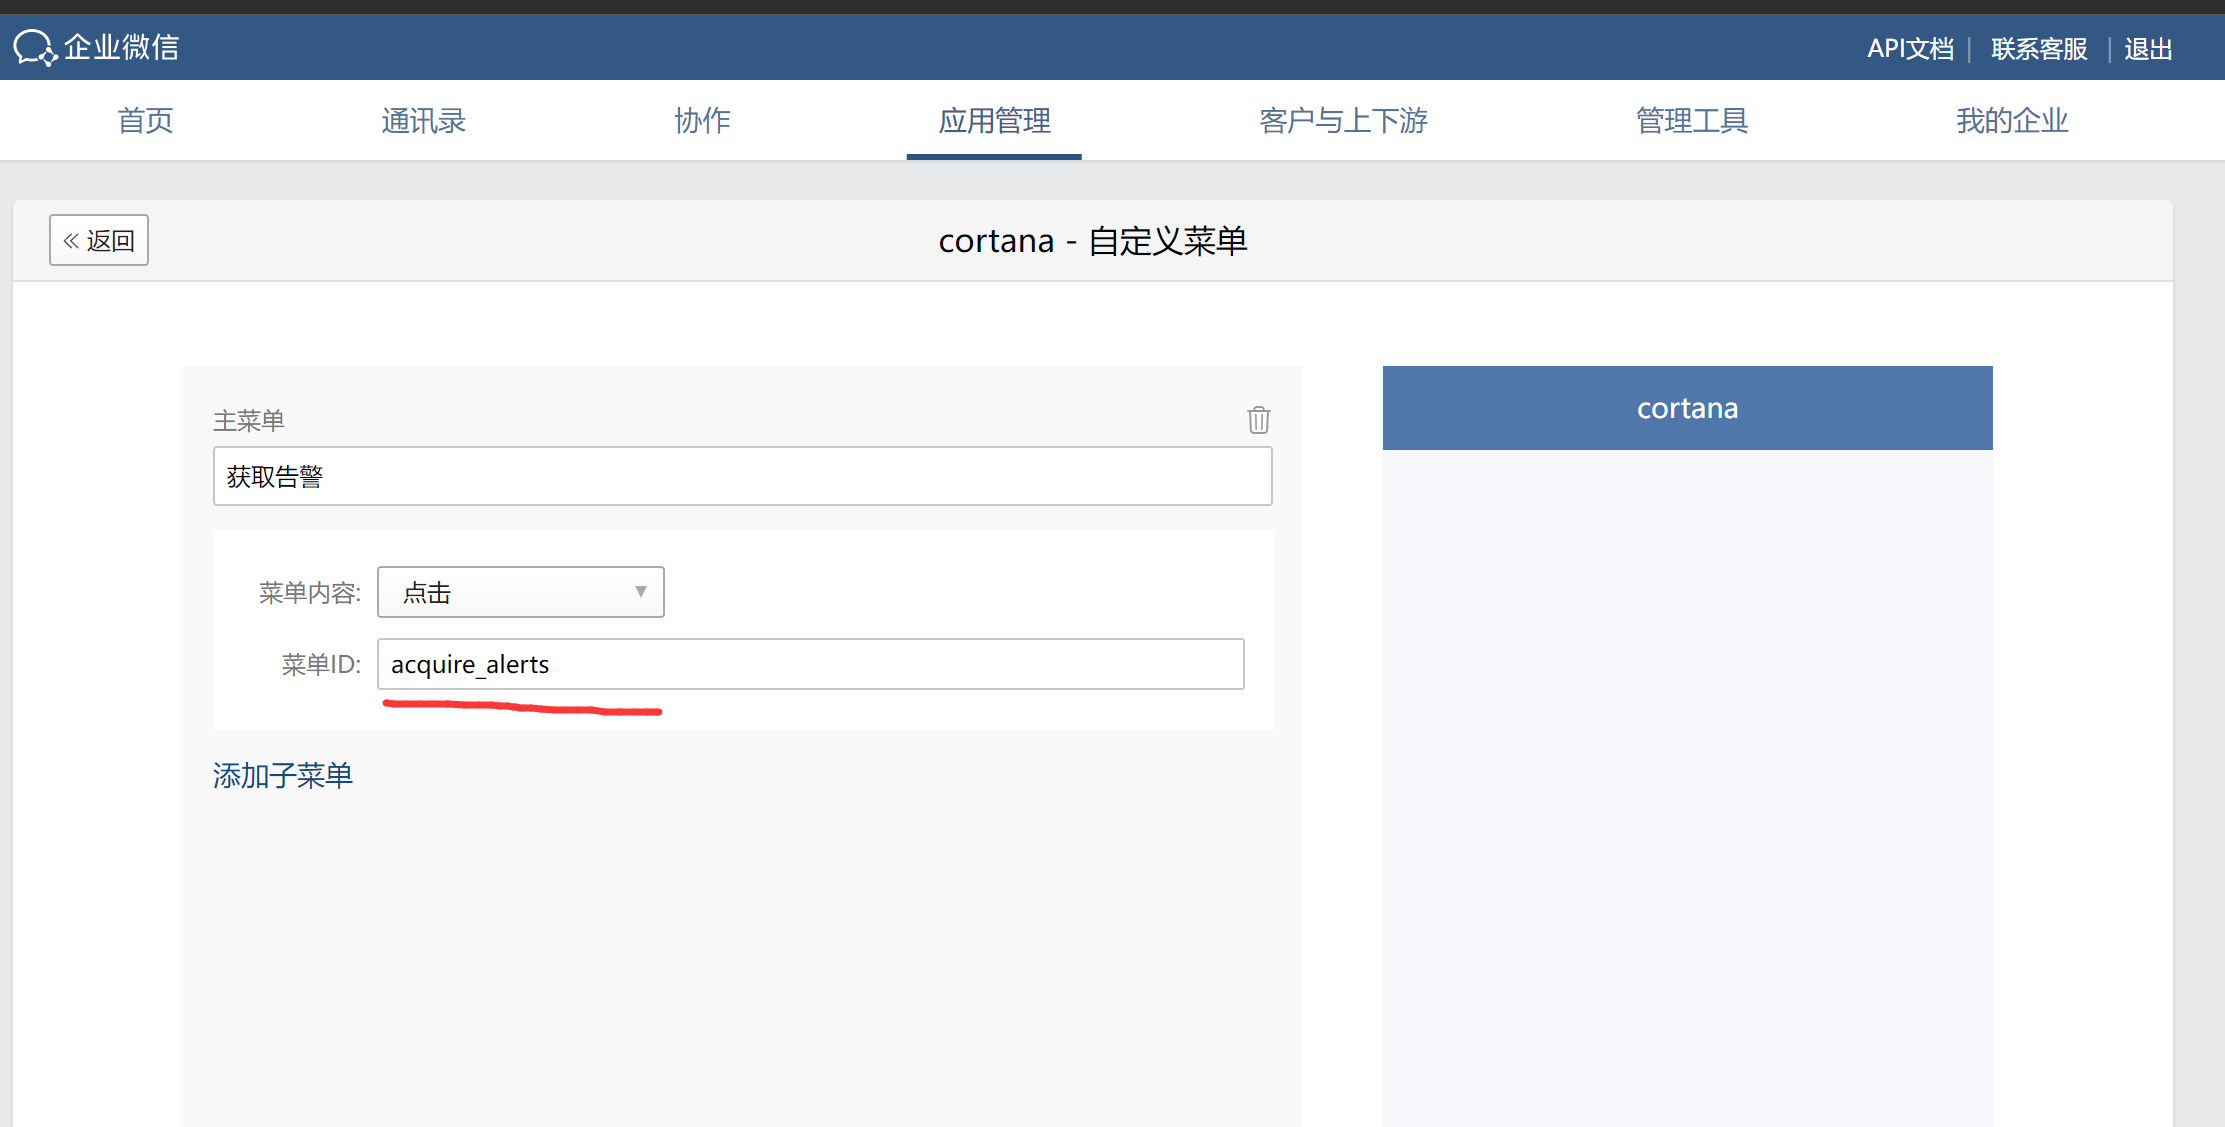 企业微信
API文档 | 联系客服 | 退出
首页 通讯录 协作 应用管理 客户与上下游 管理工具 我的企业
« 返回
cortana - 自定义菜单
主菜单
获取告警
菜单内容: 点击
菜单ID: acquire_alerts
添加子菜单
cortana